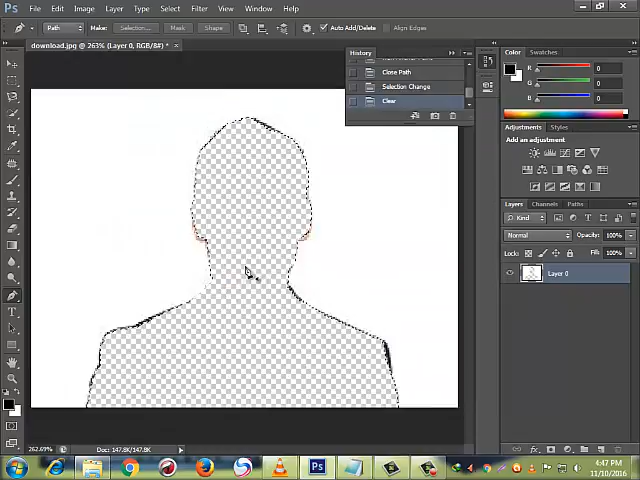 Ps File Edit Image Layer Type Select Filter View Window Help
Path Make: Selection... Mask Shape Auto Add/Delete Align Edges
download.jpg @ 263% (Layer 0, RGB/8#) *
History
Close Path
Selection Change
Clear
Color Swatches
R 0
G 0
B 0
Adjustments Styles
Add an adjustment
Layers Channels Paths
Kind
Normal Opacity: 100%
Lock: Fill: 100%
Layer 0
262.69% Doc: 147.8K/147.8K
Ps
4:47 PM
11/10/2016